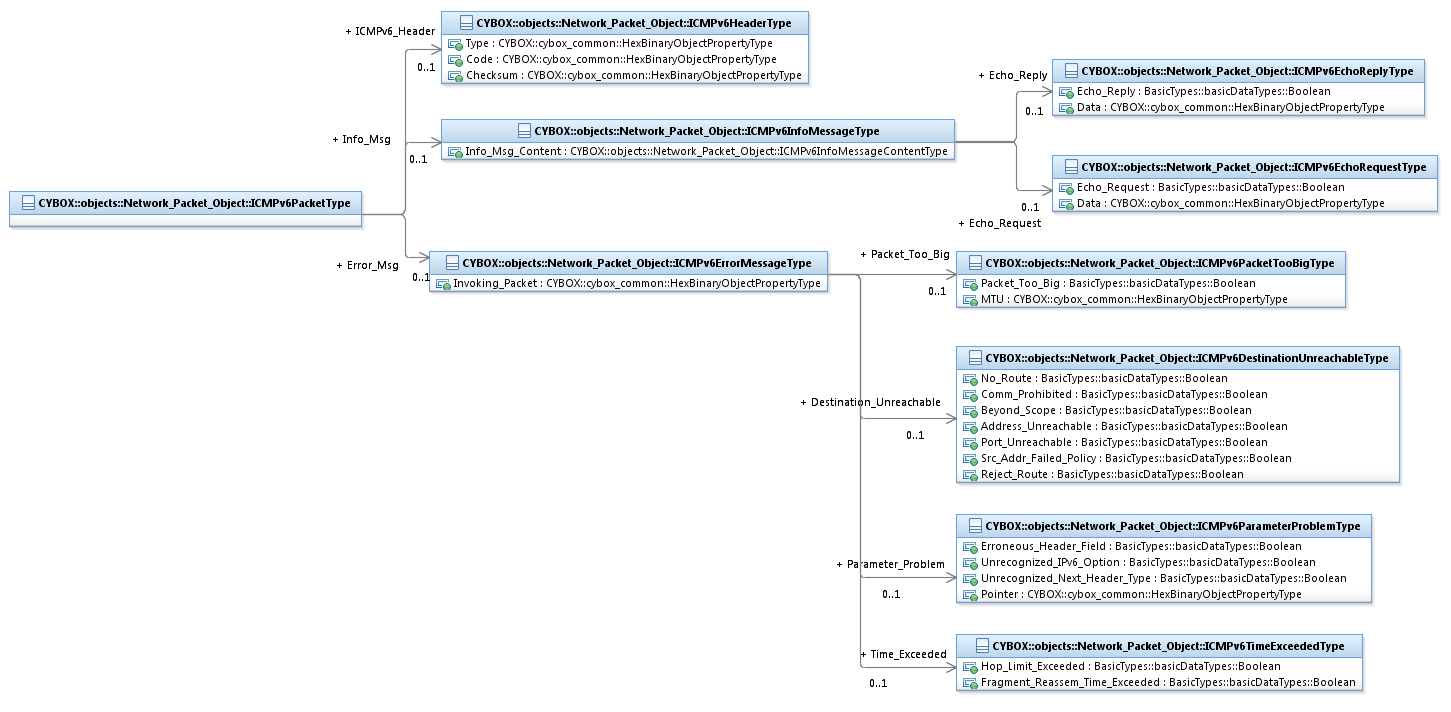 + ICMPv6_Header
0..1
CYBOX::objects::Network_Packet_Object::ICMPv6HeaderType
Type : CYBOX::cybox_common::HexBinaryObjectPropertyType
Code : CYBOX::cybox_common::HexBinaryObjectPropertyType
Checksum : CYBOX::cybox_common::HexBinaryObjectPropertyType
+ Info_Msg
0..1
CYBOX::objects::Network_Packet_Object::ICMPv6InfoMessageType
Info_Msg_Content : CYBOX::objects::Network_Packet_Object::ICMPv6InfoMessageContentType
+ Echo_Reply
0..1
CYBOX::objects::Network_Packet_Object::ICMPv6EchoReplyType
Echo_Reply : BasicTypes::basicDataTypes::Boolean
Data : CYBOX::cybox_common::HexBinaryObjectPropertyType
CYBOX::objects::Network_Packet_Object::ICMPv6EchoRequestType
Echo_Request : BasicTypes::basicDataTypes::Boolean
Data : CYBOX::cybox_common::HexBinaryObjectPropertyType
0..1
+ Echo_Request
CYBOX::objects::Network_Packet_Object::ICMPv6PacketType
+ Error_Msg
0..1
CYBOX::objects::Network_Packet_Object::ICMPv6ErrorMessageType
Invoking_Packet : CYBOX::cybox_common::HexBinaryObjectPropertyType
+ Packet_Too_Big
0..1
CYBOX::objects::Network_Packet_Object::ICMPv6PacketTooBigType
Packet_Too_Big : BasicTypes::basicDataTypes::Boolean
MTU : CYBOX::cybox_common::HexBinaryObjectPropertyType
+ Destination_Unreachable
0..1
CYBOX::objects::Network_Packet_Object::ICMPv6DestinationUnreachableType
No_Route : BasicTypes::basicDataTypes::Boolean
Comm_Prohibited : BasicTypes::basicDataTypes::Boolean
Beyond_Scope : BasicTypes::basicDataTypes::Boolean
Address_Unreachable : BasicTypes::basicDataTypes::Boolean
Port_Unreachable : BasicTypes::basicDataTypes::Boolean
Src_Addr_Failed_Policy : BasicTypes::basicDataTypes::Boolean
Reject_Route : BasicTypes::basicDataTypes::Boolean
+ Parameter_Problem
0..1
CYBOX::objects::Network_Packet_Object::ICMPv6ParameterProblemType
Erroneous_Header_Field : BasicTypes::basicDataTypes::Boolean
Unrecognized_IPv6_Option : BasicTypes::basicDataTypes::Boolean
Unrecognized_Next_Header_Type : BasicTypes::basicDataTypes::Boolean
Pointer : CYBOX::cybox_common::HexBinaryObjectPropertyType
+ Time_Exceeded
0..1
CYBOX::objects::Network_Packet_Object::ICMPv6TimeExceededType
Hop_Limit_Exceeded : BasicTypes::basicDataTypes::Boolean
Fragment_Reassem_Time_Exceeded : BasicTypes::basicDataTypes::Boolean